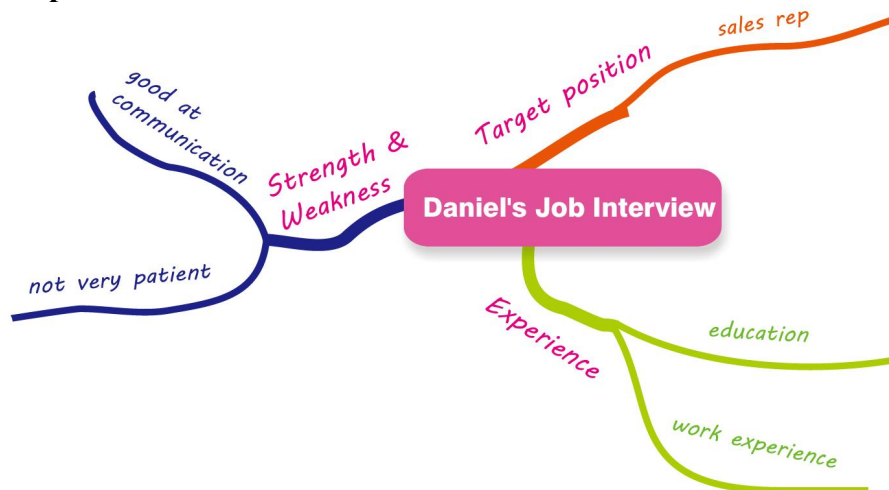 sales rep
Target position
good at
communication
Strength &
Weakness
Daniel's Job Interview
not very patient
Experience
education
work experience